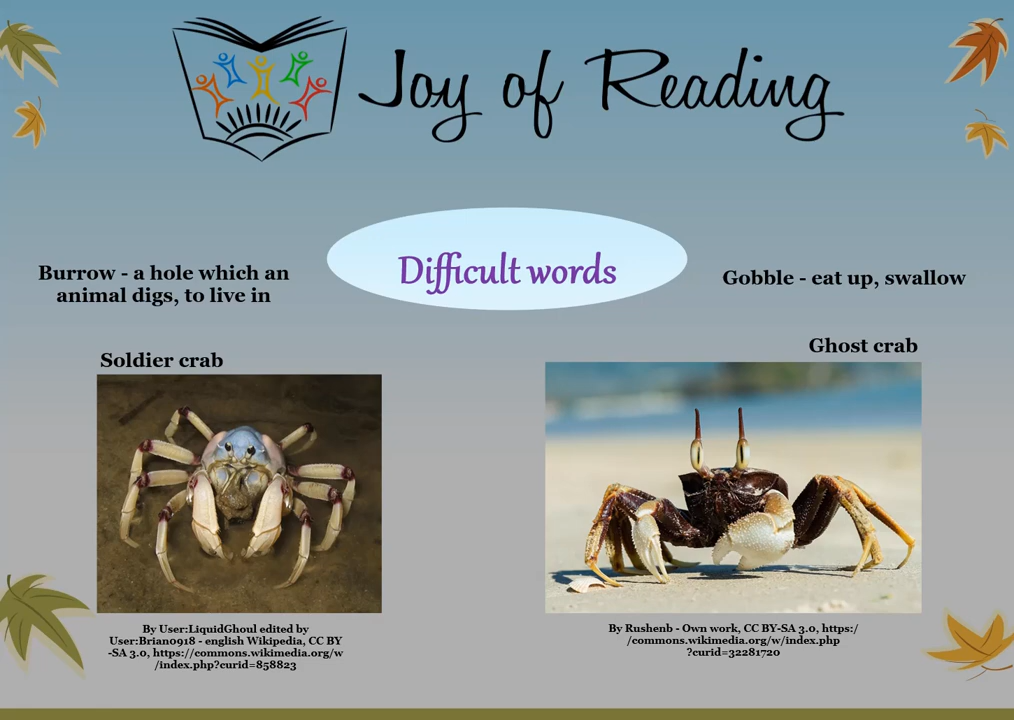 Joy of Reading
Difficult words
Burrow - a hole which an
animal digs, to live in
Gobble - eat up, swallow
Soldier crab
Ghost crab
By User:LiquidGhoul edited by
User:Brian0918 - english Wikipedia, CC BY
-SA 3.0, https://commons.wikimedia.org/w
/index.php?curid=858823
By Rushenb - Own work, CC BY-SA 3.0, https:/
/commons.wikimedia.org/w/index.php
?curid=32281720